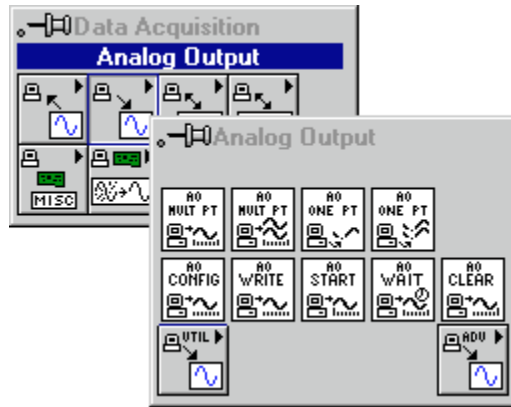 Data Acquisition
Analog Output
MISC
Analog Output
AO MULT PT
AO MULT PT
AO ONE PT
AO ONE PT
AO CONFIG
AO WRITE
AO START
AO WAIT
AO CLEAR
UTIL
ADV